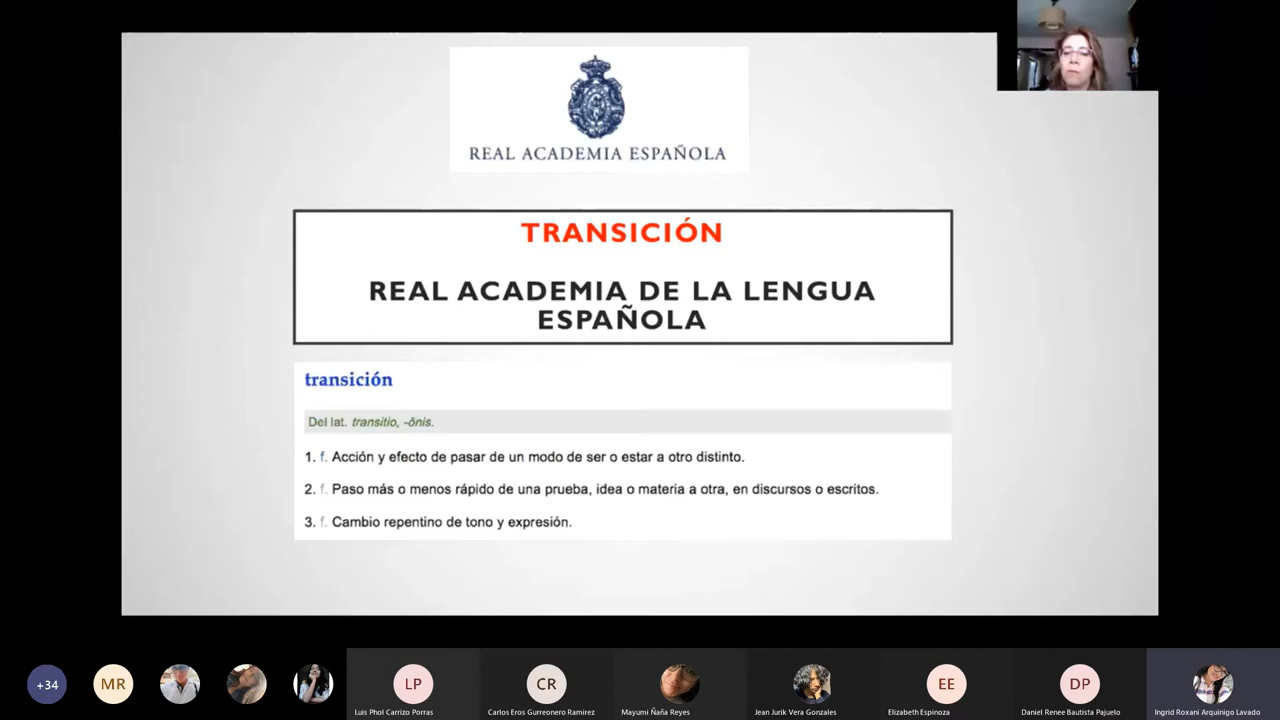 REAL ACADEMIA ESPAÑOLA
TRANSICIÓN
REAL ACADEMIA DE LA LENGUA
ESPAÑOLA
transición
Del lat. transitio, -ōnis.
1. f. Acción y efecto de pasar de un modo de ser o estar a otro distinto.
2. f. Paso más o menos rápido de una prueba, idea o materia a otra, en discursos o escritos.
3. f. Cambio repentino de tono y expresión.
+34
MR
LP
CR
EE
DP
Luis Phol Carrizo Porras
Carlos Eros Gurreonero Ramirez
Mayumi Ñaña Reyes
Jean Jurik Vera Gonzales
Elizabeth Espinoza
Daniel Renee Bautista Pajuelo
Ingrid Roxani Arquinigo Lavado